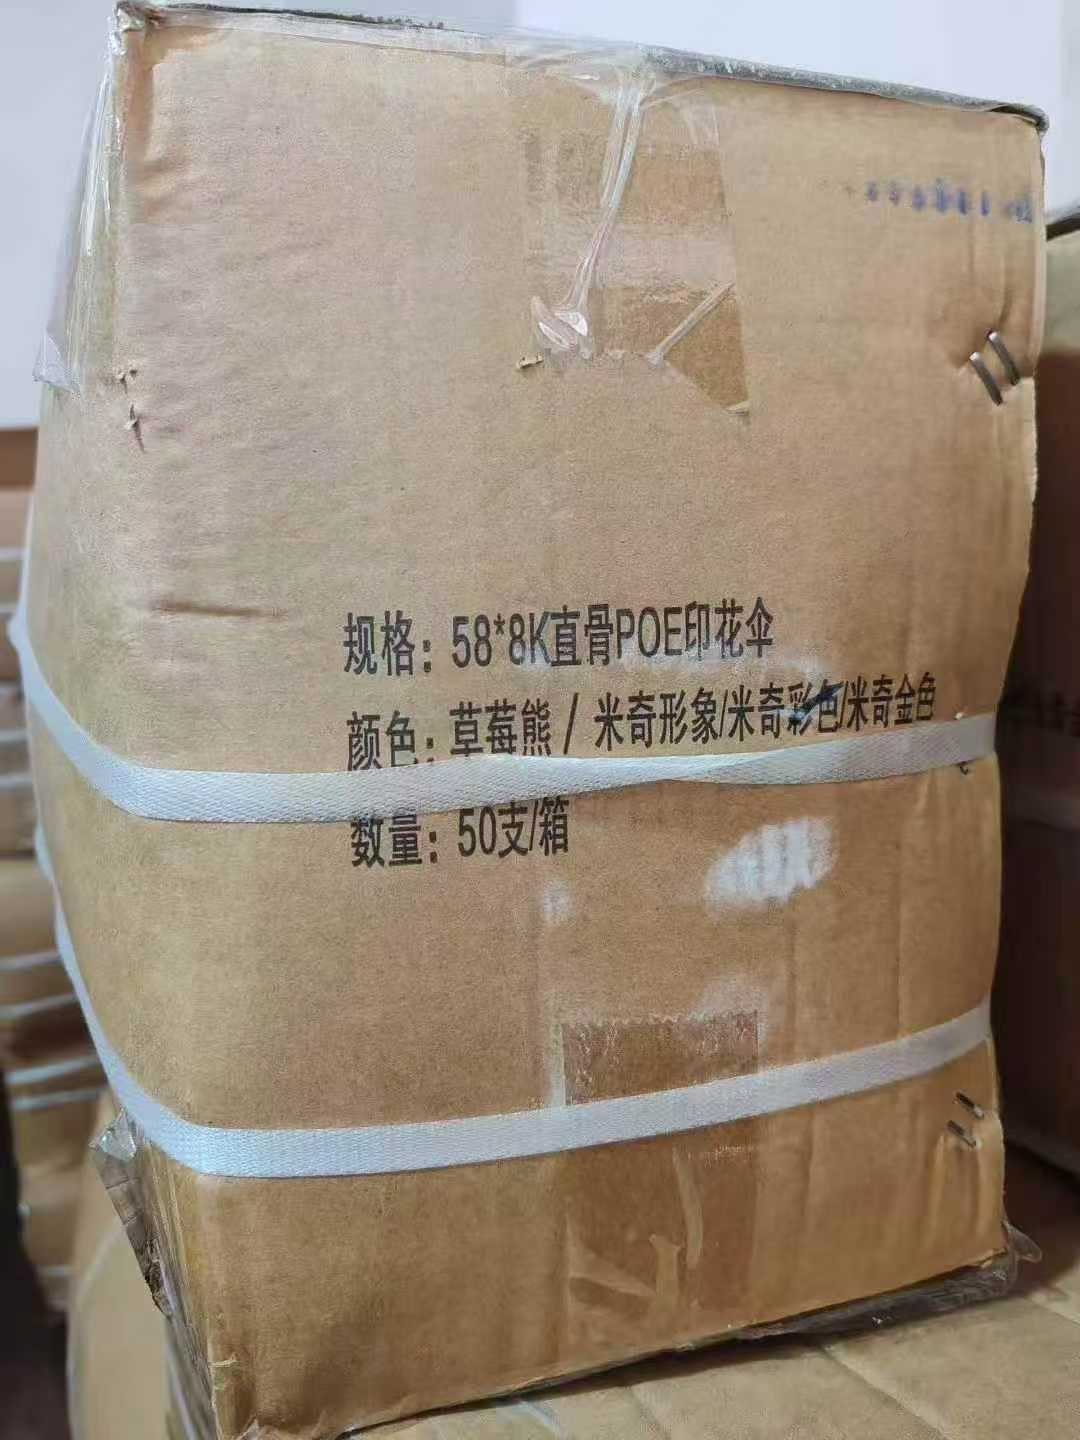 规格：58*8K直骨POE印花伞
颜色：草莓熊 / 米奇形象/米奇彩色/米奇金色
数量：50支/箱